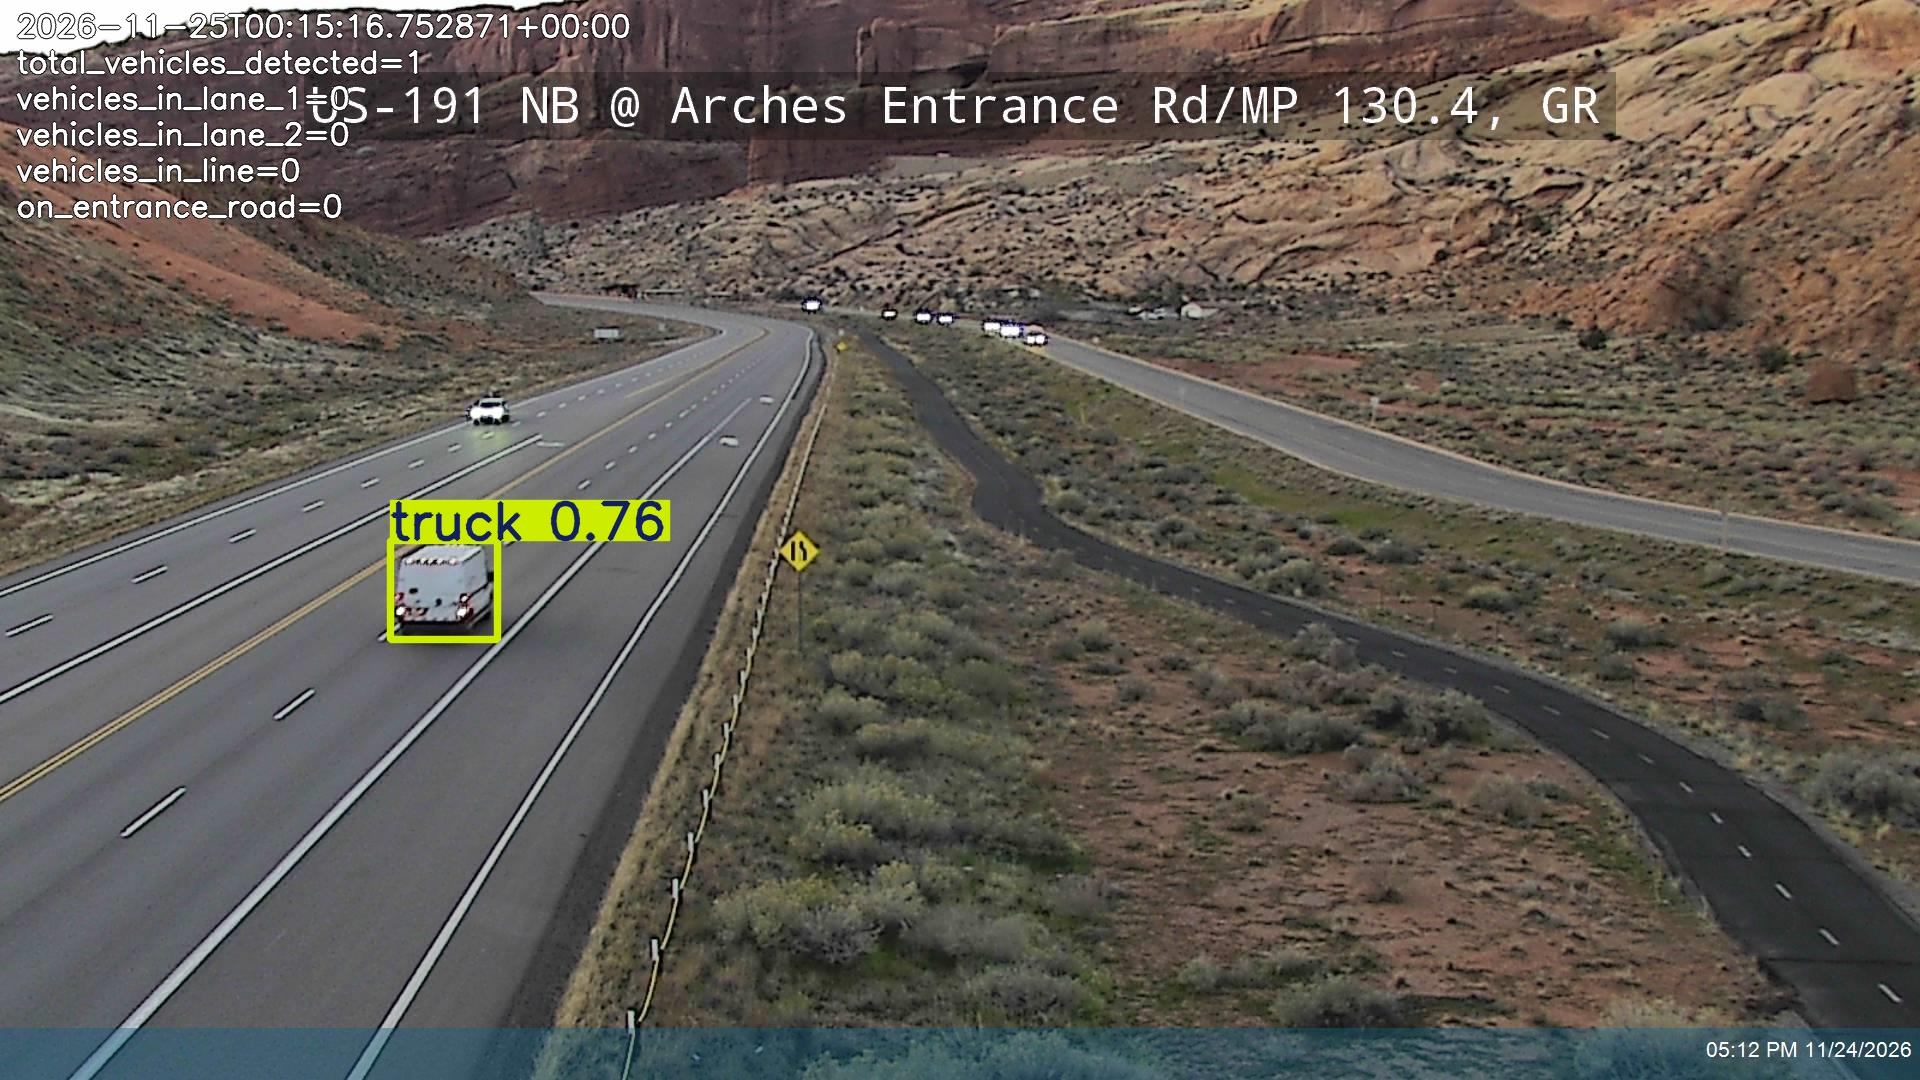 2026-11-25T00:15:16.752871+00:00
total_vehicles_detected=1
vehicles_in_lane_1=0
US-191 NB @ Arches Entrance Rd/MP 130.4, GR
vehicles_in_lane_2=0
vehicles_in_line=0
on_entrance_road=0
truck 0.76
05:12 PM 11/24/2026